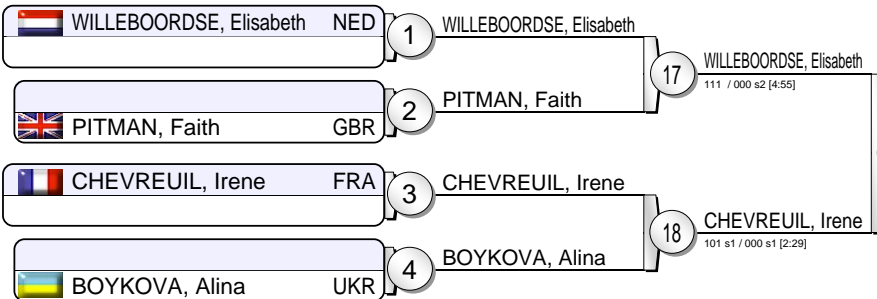 WILLEBOORDSE, Elisabeth NED
1
WILLEBOORDSE, Elisabeth
17
WILLEBOORDSE, Elisabeth
111 / 000 s2 [4:55]
PITMAN, Faith GBR
2
PITMAN, Faith
CHEVREUIL, Irene FRA
3
CHEVREUIL, Irene
18
CHEVREUIL, Irene
101 s1 / 000 s1 [2:29]
BOYKOVA, Alina UKR
4
BOYKOVA, Alina